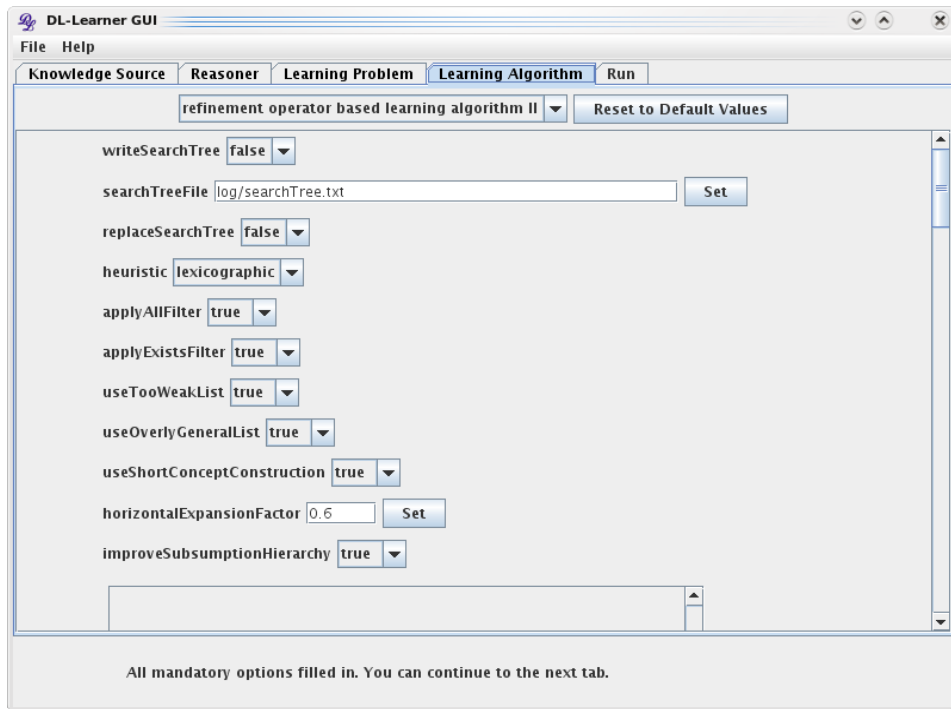 DL-Learner GUI
File Help
Knowledge Source Reasoner Learning Problem Learning Algorithm Run
refinement operator based learning algorithm II Reset to Default Values
writeSearchTree false
searchTreeFile log/searchTree.txt Set
replaceSearchTree false
heuristic lexicographic
applyAllFilter true
applyExistsFilter true
useTooWeakList true
useOverlyGeneralList true
useShortConceptConstruction true
horizontalExpansionFactor 0.6 Set
improveSubsumptionHierarchy true
All mandatory options filled in. You can continue to the next tab.